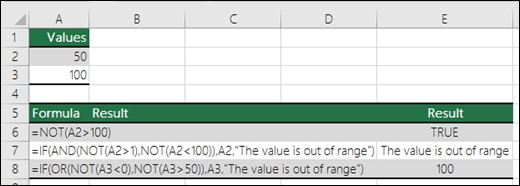 A B C D E
1 Values
2 50
3 100
4
5 Formula Result Result
6 =NOT(A2>100) TRUE
7 =IF(AND(NOT(A2>1),NOT(A2<100)),A2,"The value is out of range") The value is out of range
8 =IF(OR(NOT(A3<0),NOT(A3>50)),A3,"The value is out of range") 100